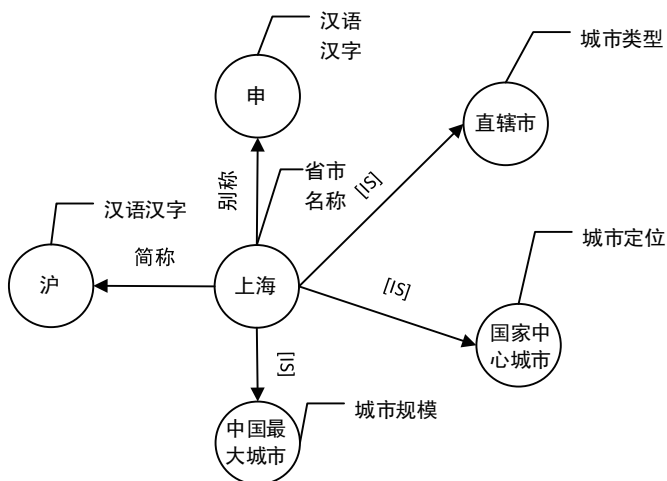 汉语
汉字
城市类型
申
直辖市
别称
省市
名称
[IS]
汉语汉字
城市定位
简称
沪
上海
[IS]
国家中
心城市
[IS]
城市规模
中国最
大城市